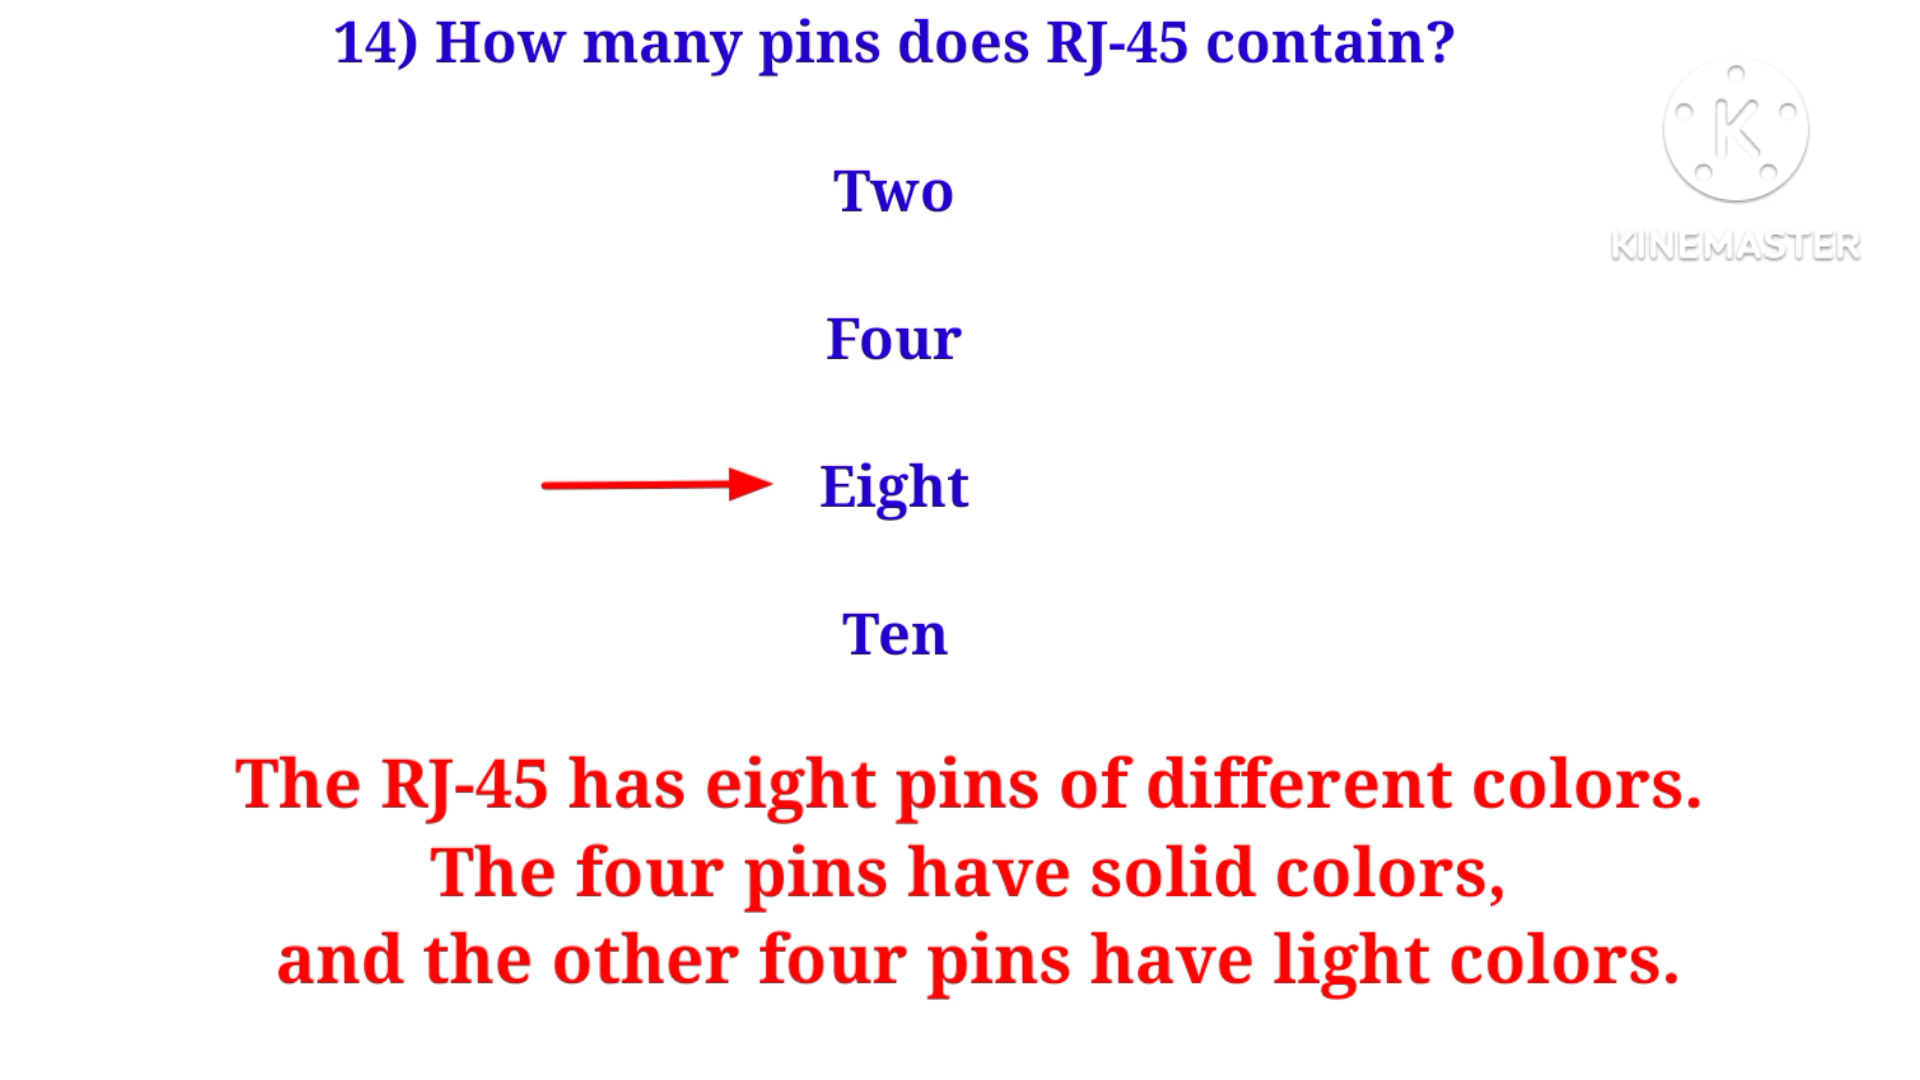 14) How many pins does RJ-45 contain?
Two
Four
Eight
Ten
The RJ-45 has eight pins of different colors.
The four pins have solid colors,
and the other four pins have light colors.
K
KINEMASTER